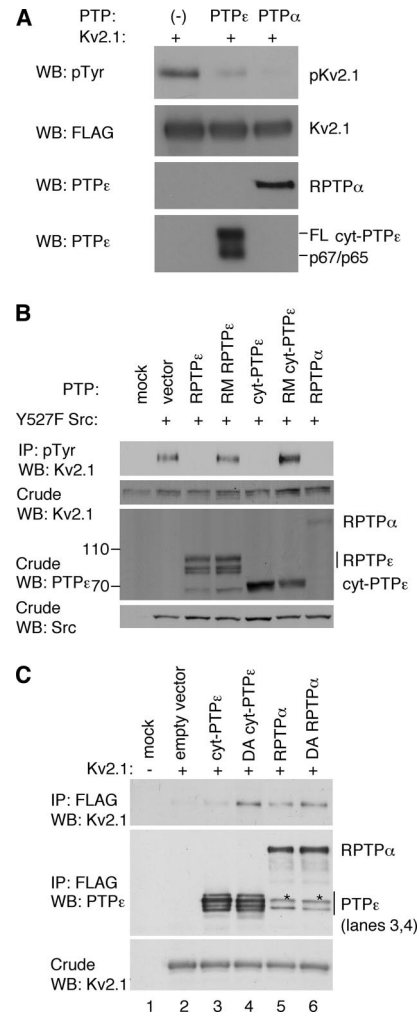 A
PTP: (-) PTPε PTPα
Kv2.1: + + +
WB: pTyr pKv2.1
WB: FLAG Kv2.1
WB: PTPε RPTPα
WB: PTPε FL cyt-PTPε
p67/p65
B
PTP: mock vector RPTPε RM RPTPε cyt-PTPε RM cyt-PTPε RPTPα
Y527F Src: + + + + + +
IP: pTyr
WB: Kv2.1
Crude
WB: Kv2.1
RPTPα
110
RPTPε
Crude
WB: PTPε
70 cyt-PTPε
Crude
WB: Src
C
mock empty vector cyt-PTPε DA cyt-PTPε RPTPα DA RPTPα
Kv2.1: - + + + + +
IP: FLAG
WB: Kv2.1
RPTPα
IP: FLAG
WB: PTPε
* *
PTPε
(lanes 3,4)
Crude
WB: Kv2.1
1 2 3 4 5 6